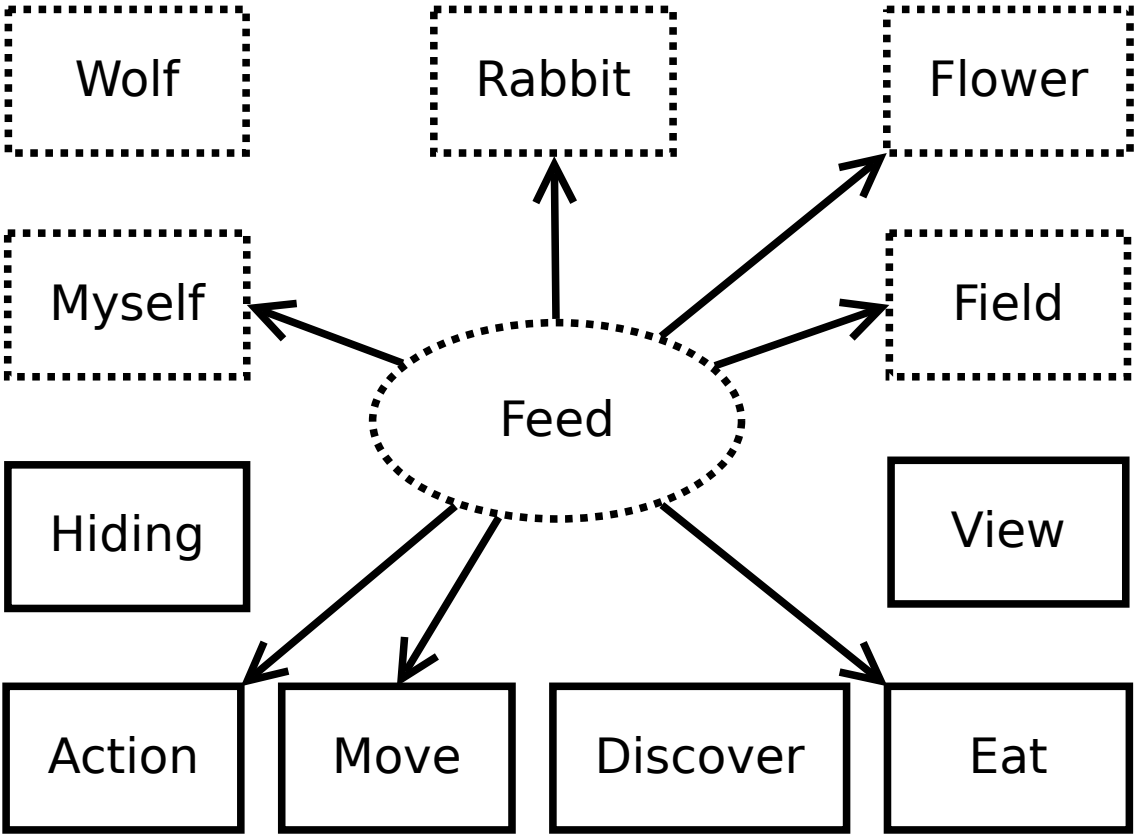 Wolf
Rabbit
Flower
Myself
Field
Feed
Hiding
View
Action
Move
Discover
Eat